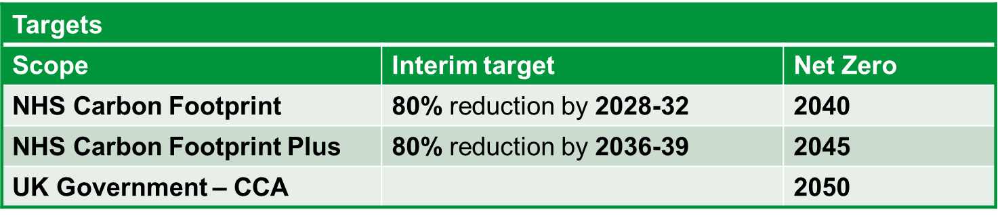 Targets
Scope Interim target Net Zero
NHS Carbon Footprint 80% reduction by 2028-32 2040
NHS Carbon Footprint Plus 80% reduction by 2036-39 2045
UK Government – CCA 2050